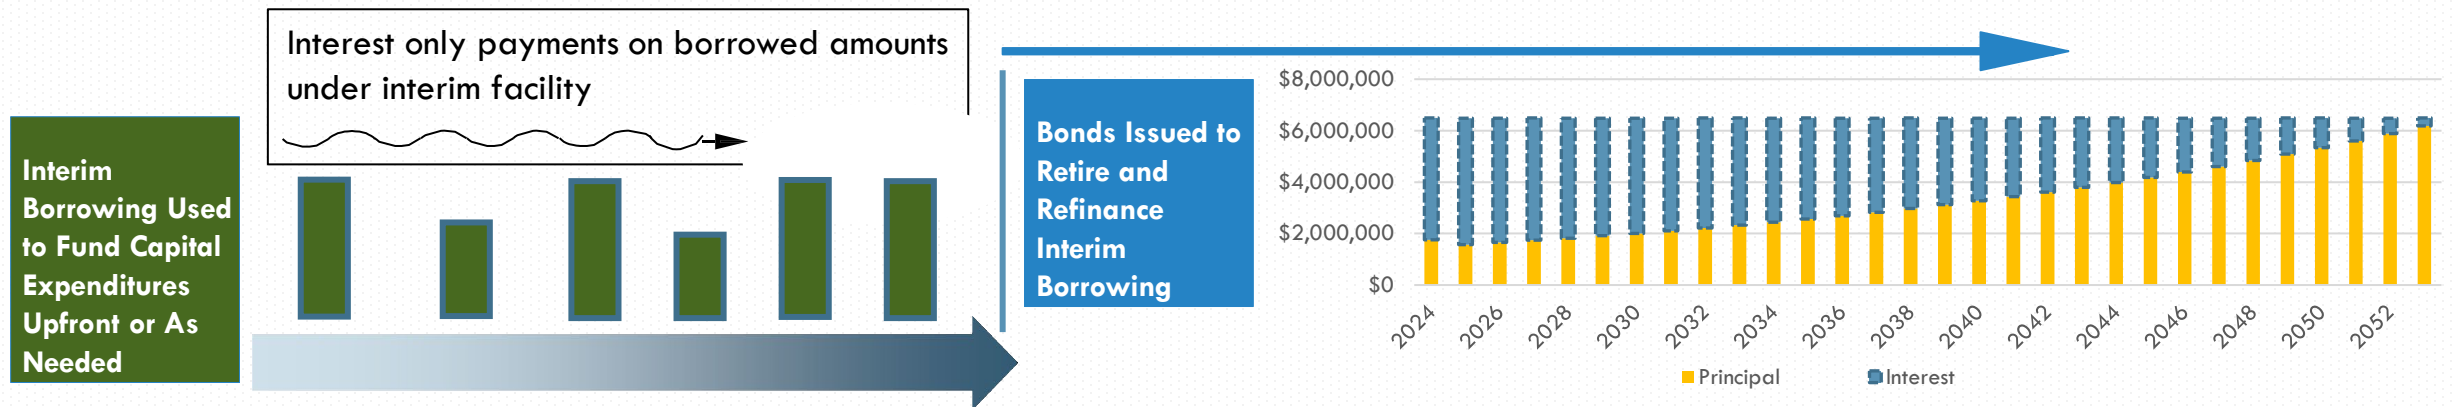 Interest only payments on borrowed amounts
under interim facility
Interim
Borrowing Used
to Fund Capital
Expenditures
Upfront or As
Needed
Bonds Issued to
Retire and
Refinance
Interim
Borrowing
$8,000,000
$6,000,000
$4,000,000
$2,000,000
$0
2024
2026
2028
2030
2032
2034
2036
2038
2040
2042
2044
2046
2048
2050
2052
Principal
Interest